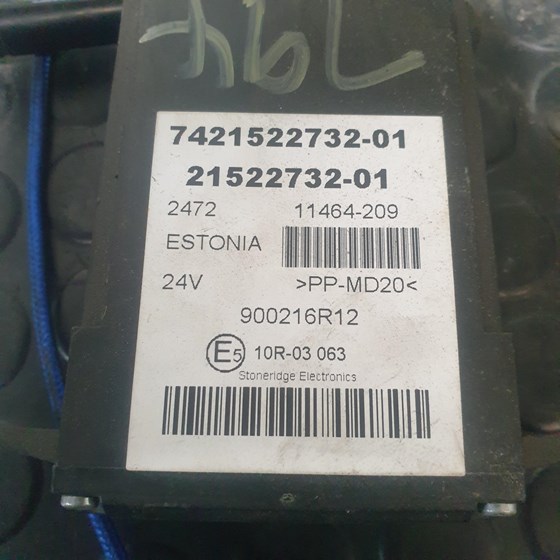 7421522732-01
21522732-01
2472 11464-209
ESTONIA
24V >PP-MD20<
900216R12
E5 10R-03 063
Stoneridge Electronics